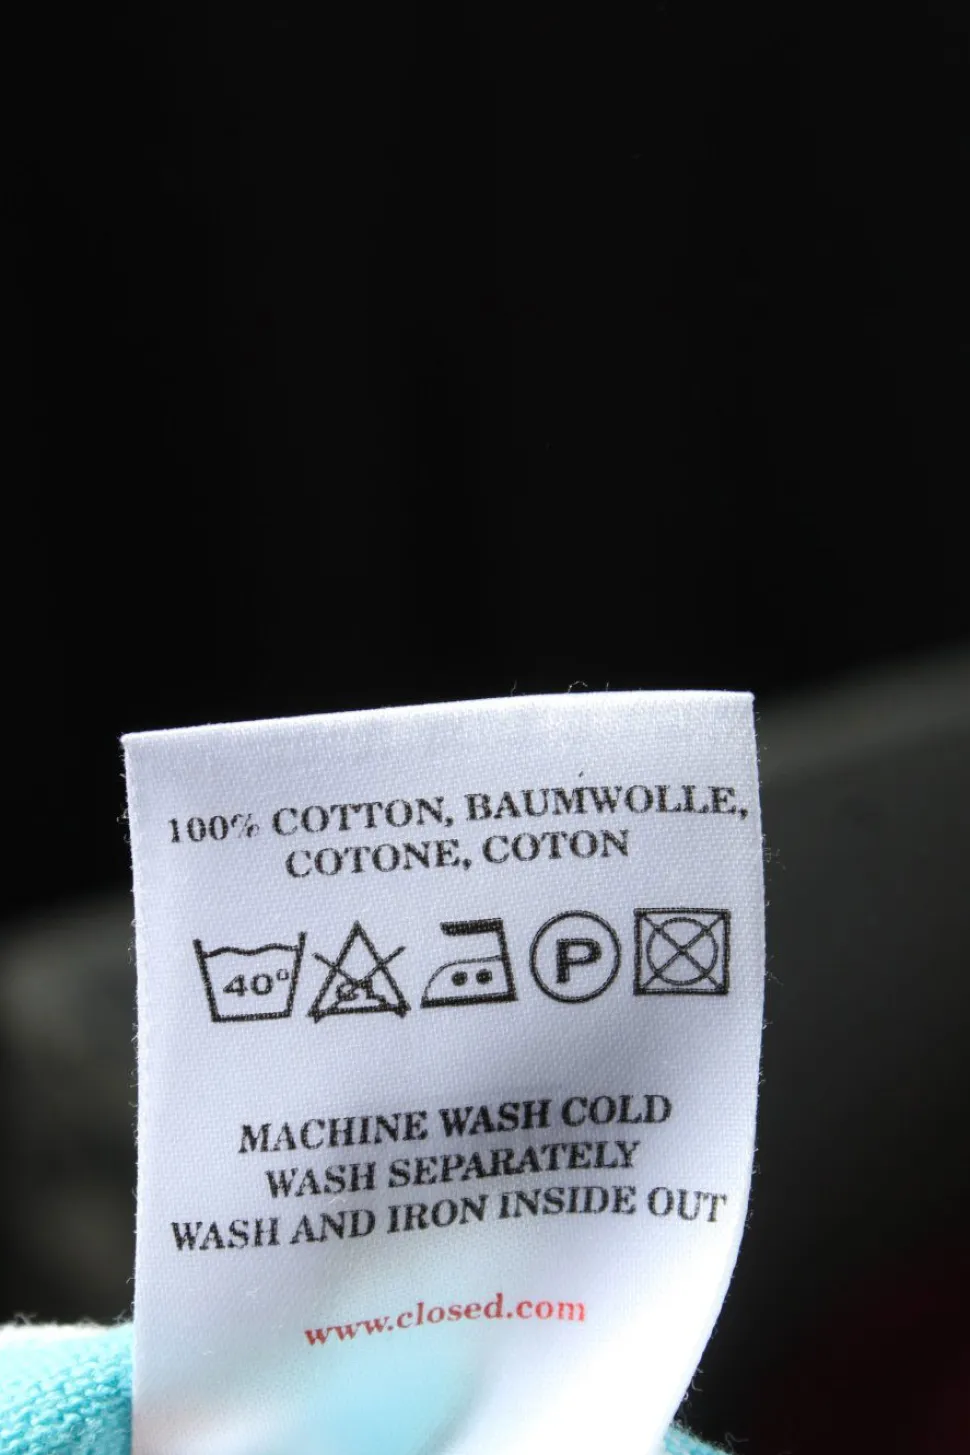 100% COTTON, BAUMWOLLE,
COTONE, COTON
40° CL P
MACHINE WASH COLD
WASH SEPARATELY
WASH AND IRON INSIDE OUT
www.closed.com